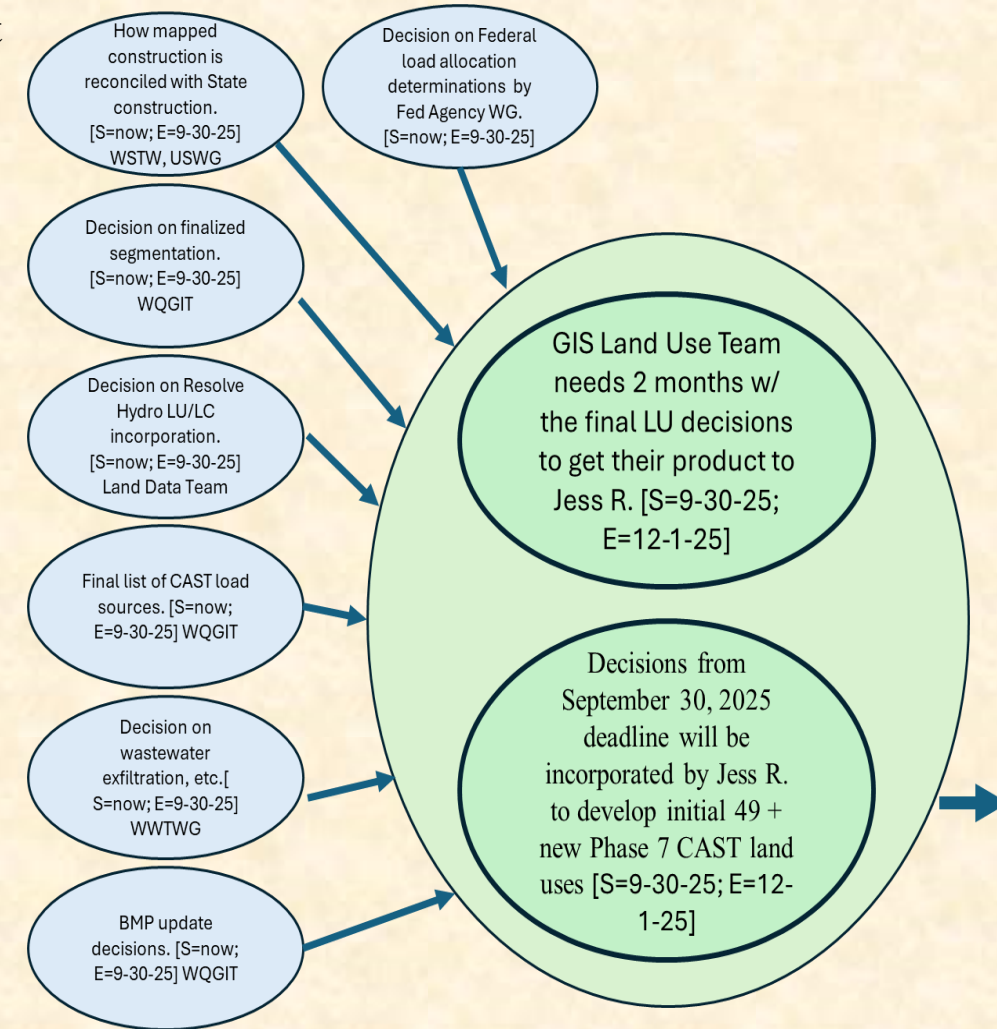 How mapped
construction is
reconciled with State
construction.
[S=now; E=9-30-25]
WSTW, USWG
Decision on Federal
load allocation
determinations by
Fed Agency WG.
[S=now; E=9-30-25]
Decision on finalized
segmentation.
[S=now; E=9-30-25]
WQGIT
Decision on Resolve
Hydro LU/LC
incorporation.
[S=now; E=9-30-25]
Land Data Team
Final list of CAST load
sources. [S=now;
E=9-30-25] WQGIT
Decision on
wastewater
exfiltration, etc.[
S=now; E=9-30-25]
WWTWG
BMP update
decisions. [S=now;
E=9-30-25] WQGIT
GIS Land Use Team
needs 2 months w/
the final LU decisions
to get their product to
Jess R. [S=9-30-25;
E=12-1-25]
Decisions from
September 30, 2025
deadline will be
incorporated by Jess R.
to develop initial 49 +
new Phase 7 CAST land
uses [S=9-30-25; E=12-
1-25]